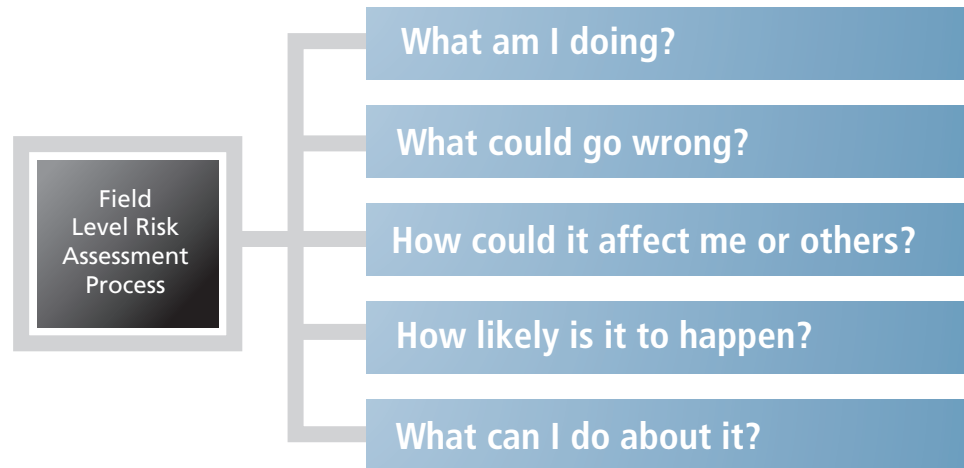 Field
Level Risk
Assessment
Process
What am I doing?
What could go wrong?
How could it affect me or others?
How likely is it to happen?
What can I do about it?